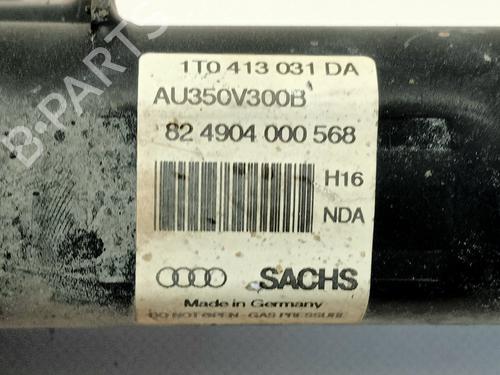 B-PARTS
1T0 413 031 DA
AU350V300B
82 4904 000 568
H16
NDA
SACHS
Made in Germany
DO NOT OPEN - GAS PRESSURE